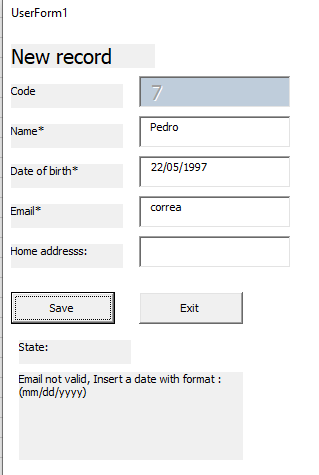 UserForm1
New record
Code
7
Name*
Pedro
Date of birth*
22/05/1997
Email*
correa
Home addresss:
Save
Exit
State:
Email not valid, Insert a date with format :
(mm/dd/yyyy)